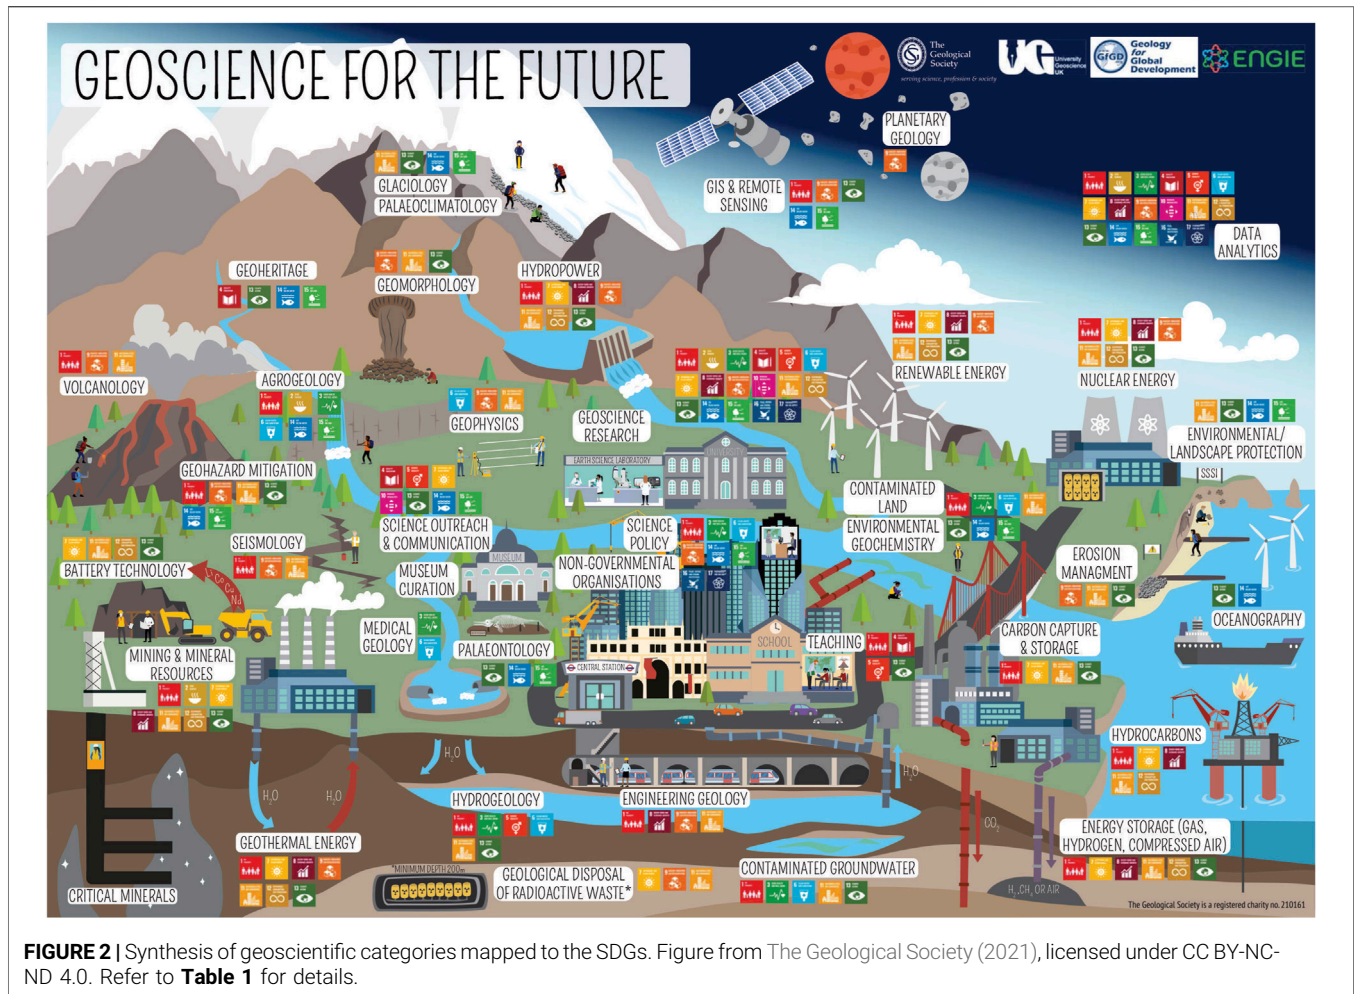 GEOSCIENCE FOR THE FUTURE
The
Geological
Society
serving science, profession & society
UG
University
Geoscience
UK
GfGD
Geology
for
Global
Development
ENGIE
PLANETARY
GEOLOGY
GLACIOLOGY
PALAEOCLIMATOLOGY
GIS & REMOTE
SENSING
DATA
ANALYTICS
GEOHERITAGE
GEOMORPHOLOGY
HYDROPOWER
VOLCANOLOGY
AGROGEOLOGY
GEOPHYSICS
GEOSCIENCE
RESEARCH
RENEWABLE ENERGY
NUCLEAR ENERGY
ENVIRONMENTAL/
LANDSCAPE PROTECTION
SSSI
EARTH SCIENCE LABORATORY
UNIVERSITY
GEOHAZARD MITIGATION
SEISMOLOGY
SCIENCE OUTREACH
& COMMUNICATION
SCIENCE
POLICY
NON-GOVERNMENTAL
ORGANISATIONS
CONTAMINATED
LAND
ENVIRONMENTAL
GEOCHEMISTRY
BATTERY TECHNOLOGY
Li Co Cu
Nd
MUSEUM
MUSEUM
CURATION
EROSION
MANAGMENT
OCEANOGRAPHY
MEDICAL
GEOLOGY
PALAEONTOLOGY
CENTRAL STATION
SCHOOL
TEACHING
CARBON CAPTURE
& STORAGE
MINING & MINERAL
RESOURCES
HYDROCARBONS
H2O
H2O
H2O
H2O
CO2
HYDROGEOLOGY
ENGINEERING GEOLOGY
GEOTHERMAL ENERGY
CRITICAL MINERALS
*MINIMUM DEPTH 200m
GEOLOGICAL DISPOSAL
OF RADIOACTIVE WASTE*
CONTAMINATED GROUNDWATER
ENERGY STORAGE (GAS,
HYDROGEN, COMPRESSED AIR)
H2,CH4 OR AIR
The Geological Society is a registered charity no. 210161
FIGURE 2 | Synthesis of geoscientific categories mapped to the SDGs. Figure from The Geological Society (2021), licensed under CC BY-NC-
ND 4.0. Refer to Table 1 for details.